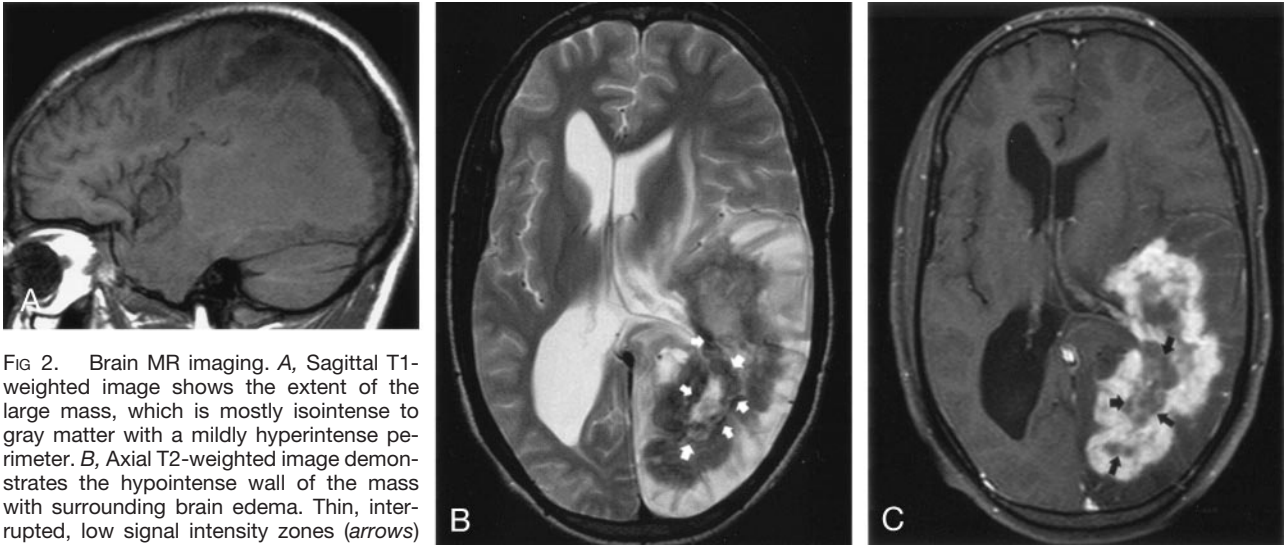 A
FIG 2. Brain MR imaging. A, Sagittal T1-
weighted image shows the extent of the
large mass, which is mostly isointense to
gray matter with a mildly hyperintense pe-
rimeter. B, Axial T2-weighted image demon-
strates the hypointense wall of the mass
with surrounding brain edema. Thin, inter-
rupted, low signal intensity zones (arrows)
B
C